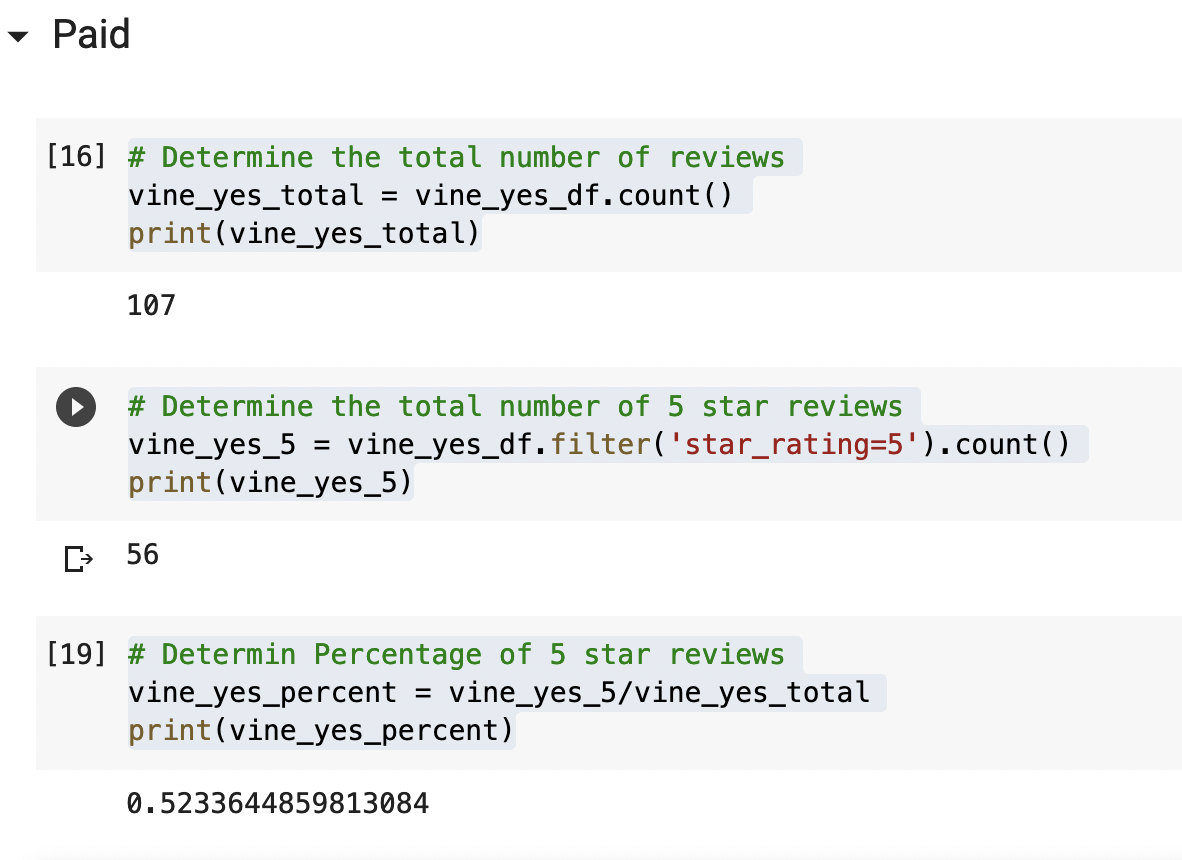 Paid
[16] # Determine the total number of reviews
vine_yes_total = vine_yes_df.count()
print(vine_yes_total)
107
# Determine the total number of 5 star reviews
vine_yes_5 = vine_yes_df.filter('star_rating=5').count()
print(vine_yes_5)
56
[19] # Determin Percentage of 5 star reviews
vine_yes_percent = vine_yes_5/vine_yes_total
print(vine_yes_percent)
0.5233644859813084